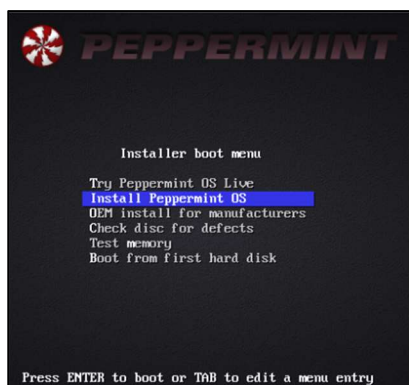 PEPPERMINT
Installer boot menu
Try Peppermint OS Live
Install Peppermint OS
OEM install for manufacturers
Check disc for defects
Test memory
Boot from first hard disk
Press ENTER to boot or TAB to edit a menu entry